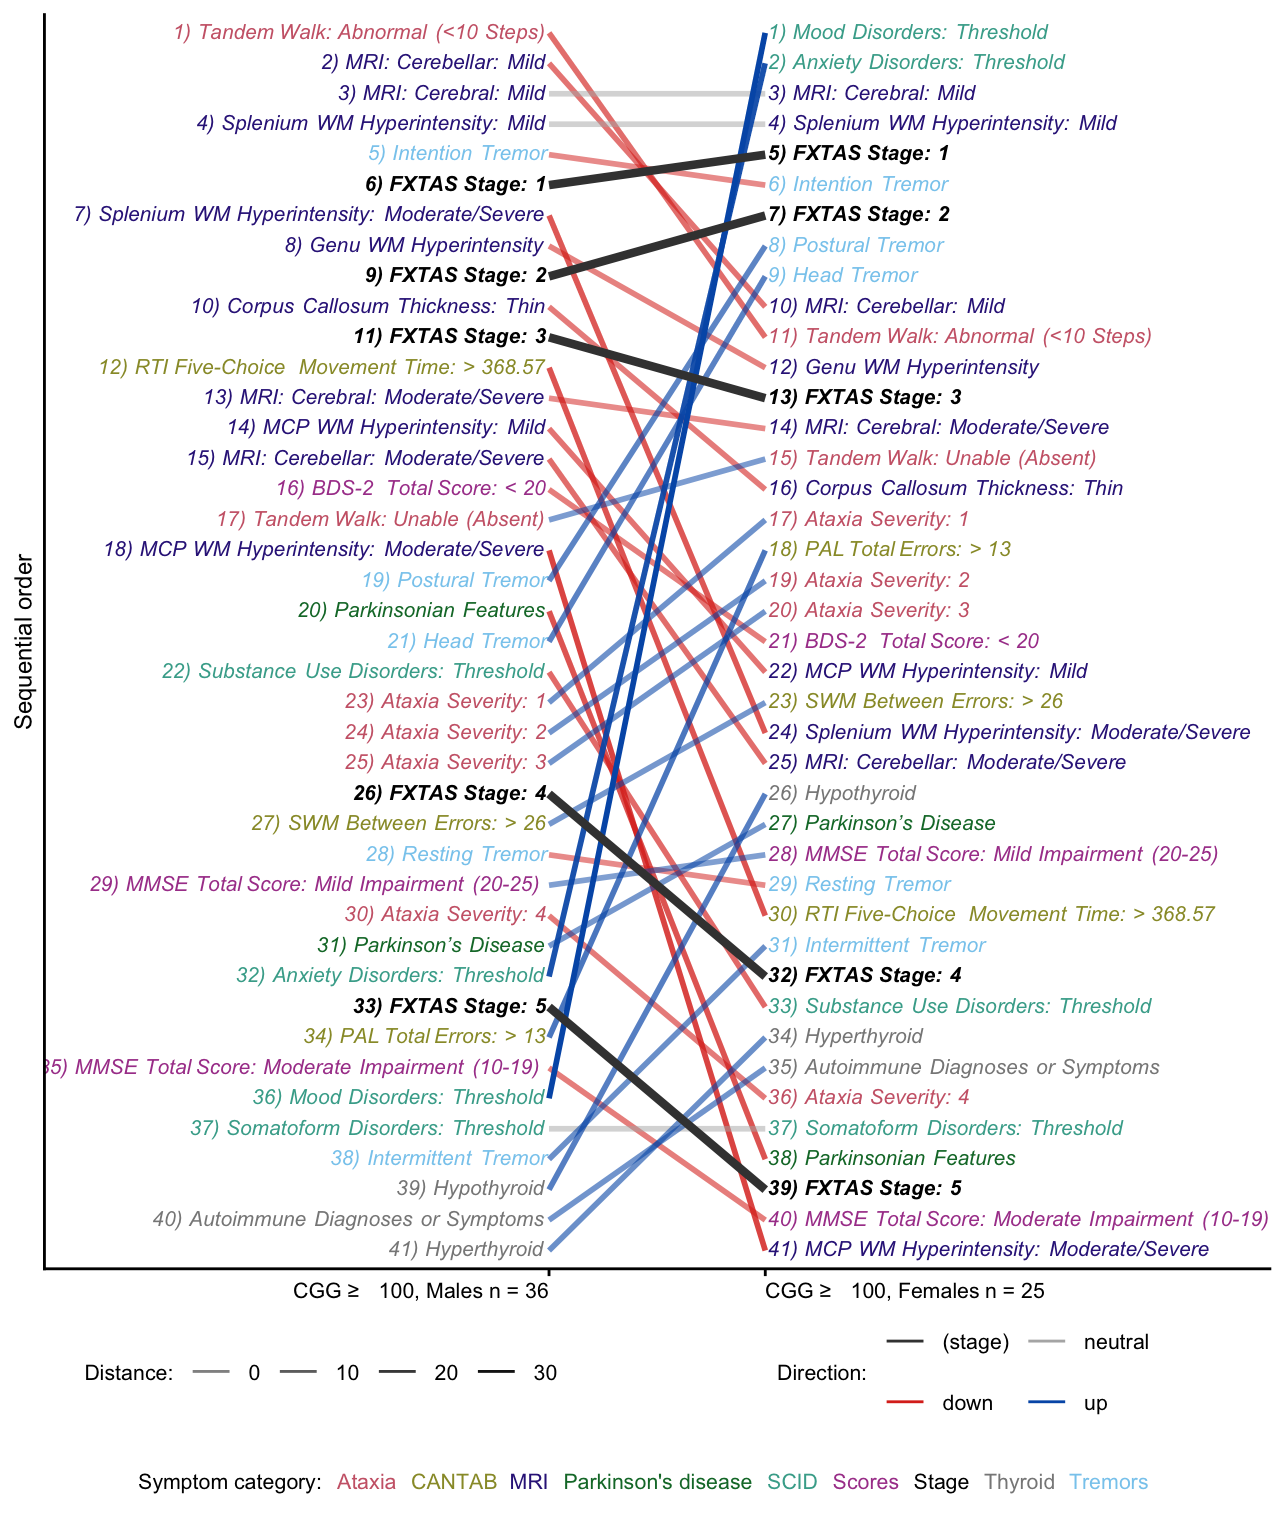 Sequential order
1) Tandem Walk: Abnormal (<10 Steps)
2) MRI: Cerebellar: Mild
3) MRI: Cerebral: Mild
4) Splenium WM Hyperintensity: Mild
5) Intention Tremor
6) FXTAS Stage: 1
7) Splenium WM Hyperintensity: Moderate/Severe
8) Genu WM Hyperintensity
9) FXTAS Stage: 2
10) Corpus Callosum Thickness: Thin
11) FXTAS Stage: 3
12) RTI Five-Choice Movement Time: > 368.57
13) MRI: Cerebral: Moderate/Severe
14) MCP WM Hyperintensity: Mild
15) MRI: Cerebellar: Moderate/Severe
16) BDS-2 Total Score: < 20
17) Tandem Walk: Unable (Absent)
18) MCP WM Hyperintensity: Moderate/Severe
19) Postural Tremor
20) Parkinsonian Features
21) Head Tremor
22) Substance Use Disorders: Threshold
23) Ataxia Severity: 1
24) Ataxia Severity: 2
25) Ataxia Severity: 3
26) FXTAS Stage: 4
27) SWM Between Errors: > 26
28) Resting Tremor
29) MMSE Total Score: Mild Impairment (20-25)
30) Ataxia Severity: 4
31) Parkinson's Disease
32) Anxiety Disorders: Threshold
33) FXTAS Stage: 5
34) PAL Total Errors: > 13
35) MMSE Total Score: Moderate Impairment (10-19)
36) Mood Disorders: Threshold
37) Somatoform Disorders: Threshold
38) Intermittent Tremor
39) Hypothyroid
40) Autoimmune Diagnoses or Symptoms
41) Hyperthyroid
1) Mood Disorders: Threshold
2) Anxiety Disorders: Threshold
3) MRI: Cerebral: Mild
4) Splenium WM Hyperintensity: Mild
5) FXTAS Stage: 1
6) Intention Tremor
7) FXTAS Stage: 2
8) Postural Tremor
9) Head Tremor
10) MRI: Cerebellar: Mild
11) Tandem Walk: Abnormal (<10 Steps)
12) Genu WM Hyperintensity
13) FXTAS Stage: 3
14) MRI: Cerebral: Moderate/Severe
15) Tandem Walk: Unable (Absent)
16) Corpus Callosum Thickness: Thin
17) Ataxia Severity: 1
18) PAL Total Errors: > 13
19) Ataxia Severity: 2
20) Ataxia Severity: 3
21) BDS-2 Total Score: < 20
22) MCP WM Hyperintensity: Mild
23) SWM Between Errors: > 26
24) Splenium WM Hyperintensity: Moderate/Severe
25) MRI: Cerebellar: Moderate/Severe
26) Hypothyroid
27) Parkinson's Disease
28) MMSE Total Score: Mild Impairment (20-25)
29) Resting Tremor
30) RTI Five-Choice Movement Time: > 368.57
31) Intermittent Tremor
32) FXTAS Stage: 4
33) Substance Use Disorders: Threshold
34) Hyperthyroid
35) Autoimmune Diagnoses or Symptoms
36) Ataxia Severity: 4
37) Somatoform Disorders: Threshold
38) Parkinsonian Features
39) FXTAS Stage: 5
40) MMSE Total Score: Moderate Impairment (10-19)
41) MCP WM Hyperintensity: Moderate/Severe
CGG ≥ 100, Males n = 36
CGG ≥ 100, Females n = 25
Distance: 0 10 20 30
Direction:
(stage) neutral
down up
Symptom category: Ataxia CANTAB MRI Parkinson's disease SCID Scores Stage Thyroid Tremors